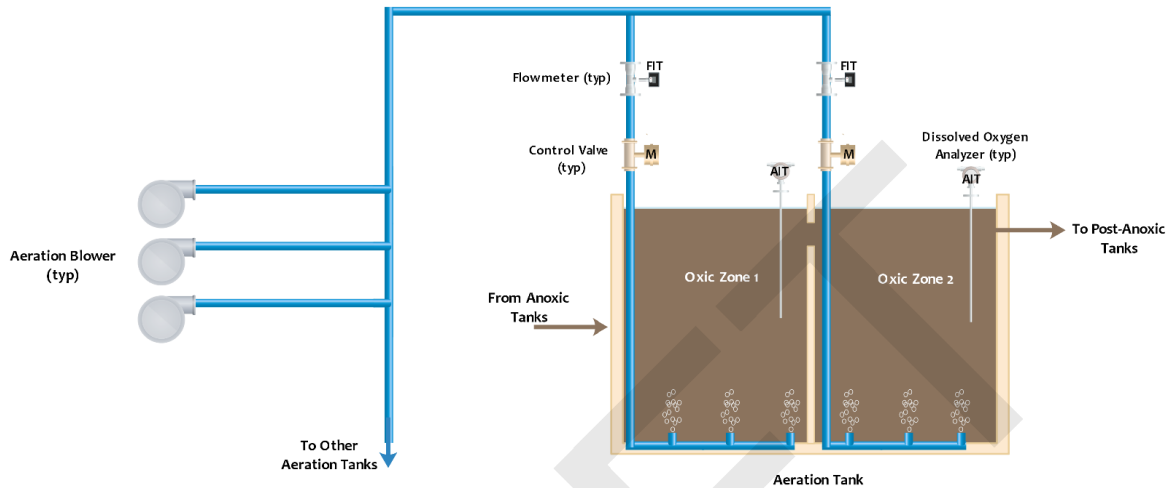 FIT
FIT
Flowmeter (typ)
Dissolved Oxygen
Analyzer (typ)
Control Valve
(typ)
M
M
AIT
AIT
To Post-Anoxic
Tanks
Aeration Blower
(typ)
Oxic Zone 1
Oxic Zone 2
From Anoxic
Tanks
To Other
Aeration Tanks
Aeration Tank